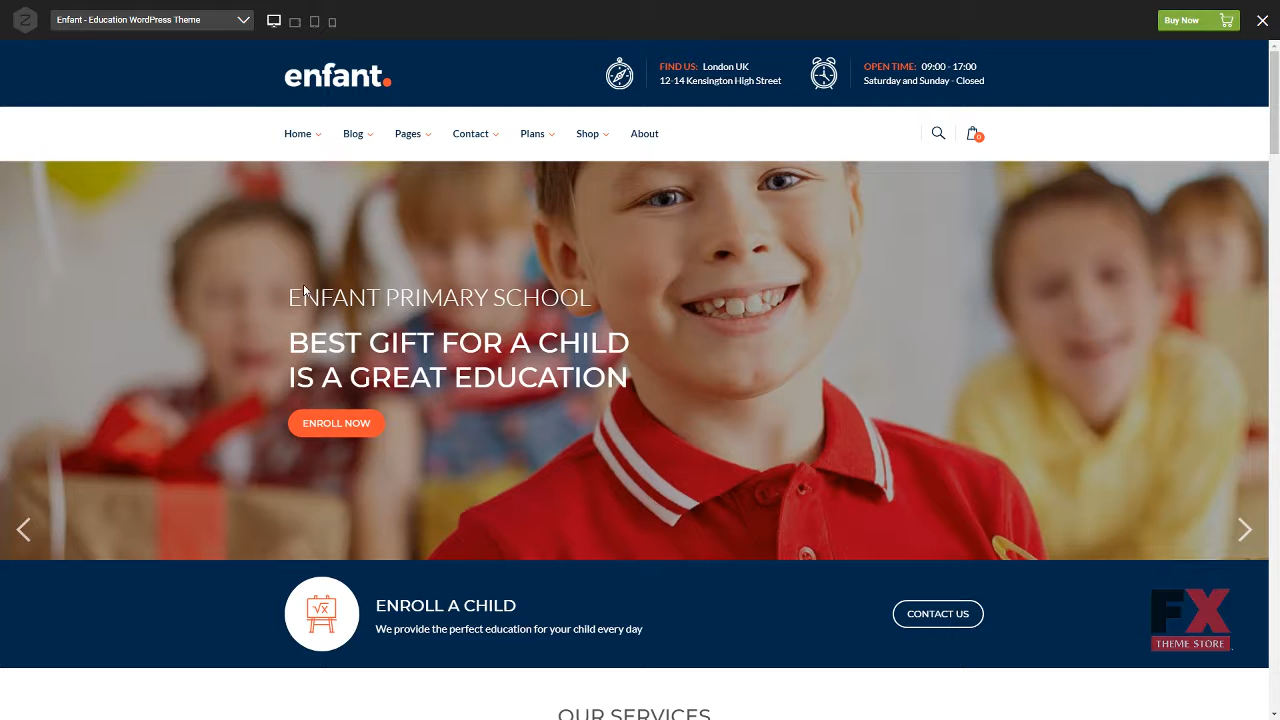 Enfant - Education WordPress Theme
Buy Now
enfant.
FIND US: London UK
12-14 Kensington High Street
OPEN TIME: 09:00 - 17:00
Saturday and Sunday - Closed
Home
Blog
Pages
Contact
Plans
Shop
About
0
ENFANT PRIMARY SCHOOL
BEST GIFT FOR A CHILD
IS A GREAT EDUCATION
ENROLL NOW
√x
ENROLL A CHILD
We provide the perfect education for your child every day
CONTACT US
FX
THEME STORE
OUR SERVICES